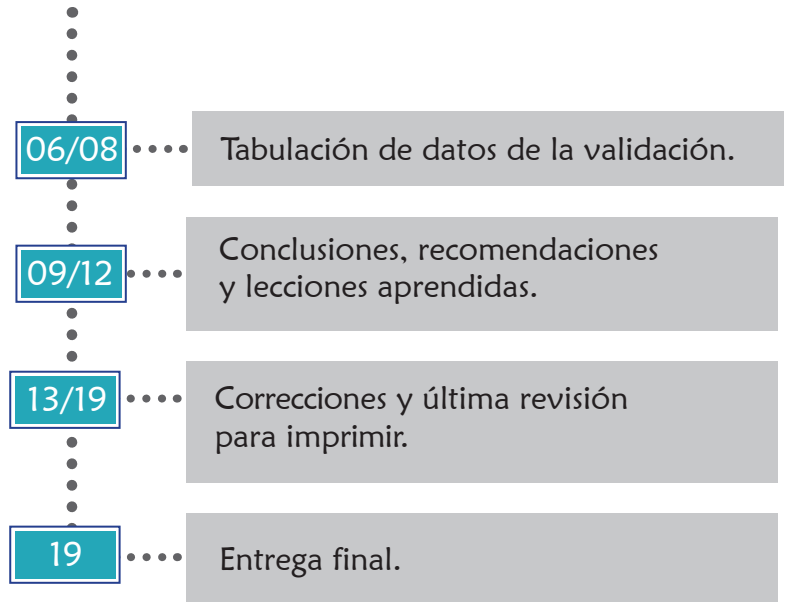 06/08
Tabulación de datos de la validación.
09/12
Conclusiones, recomendaciones
y lecciones aprendidas.
13/19
Correcciones y última revisión
para imprimir.
19
Entrega final.